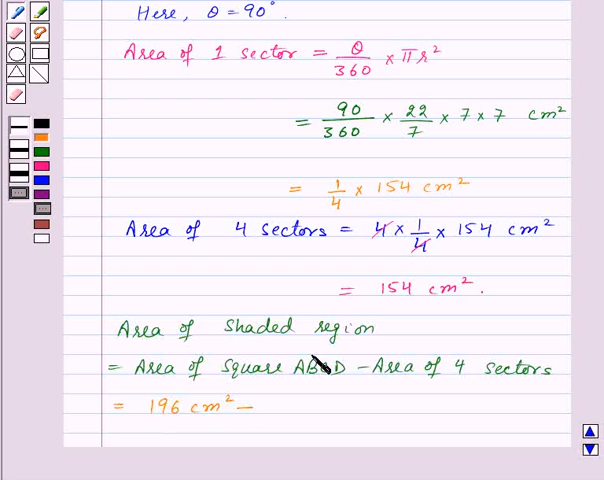 Here, θ = 90°.
Area of 1 sector = θ/360 × πr²
= 90/360 × 22/7 × 7 × 7 cm²
= 1/4 × 154 cm²
Area of 4 sectors = 4 × 1/4 × 154 cm²
= 154 cm².
Area of shaded region
= Area of square ABCD – Area of 4 sectors
= 196 cm² –